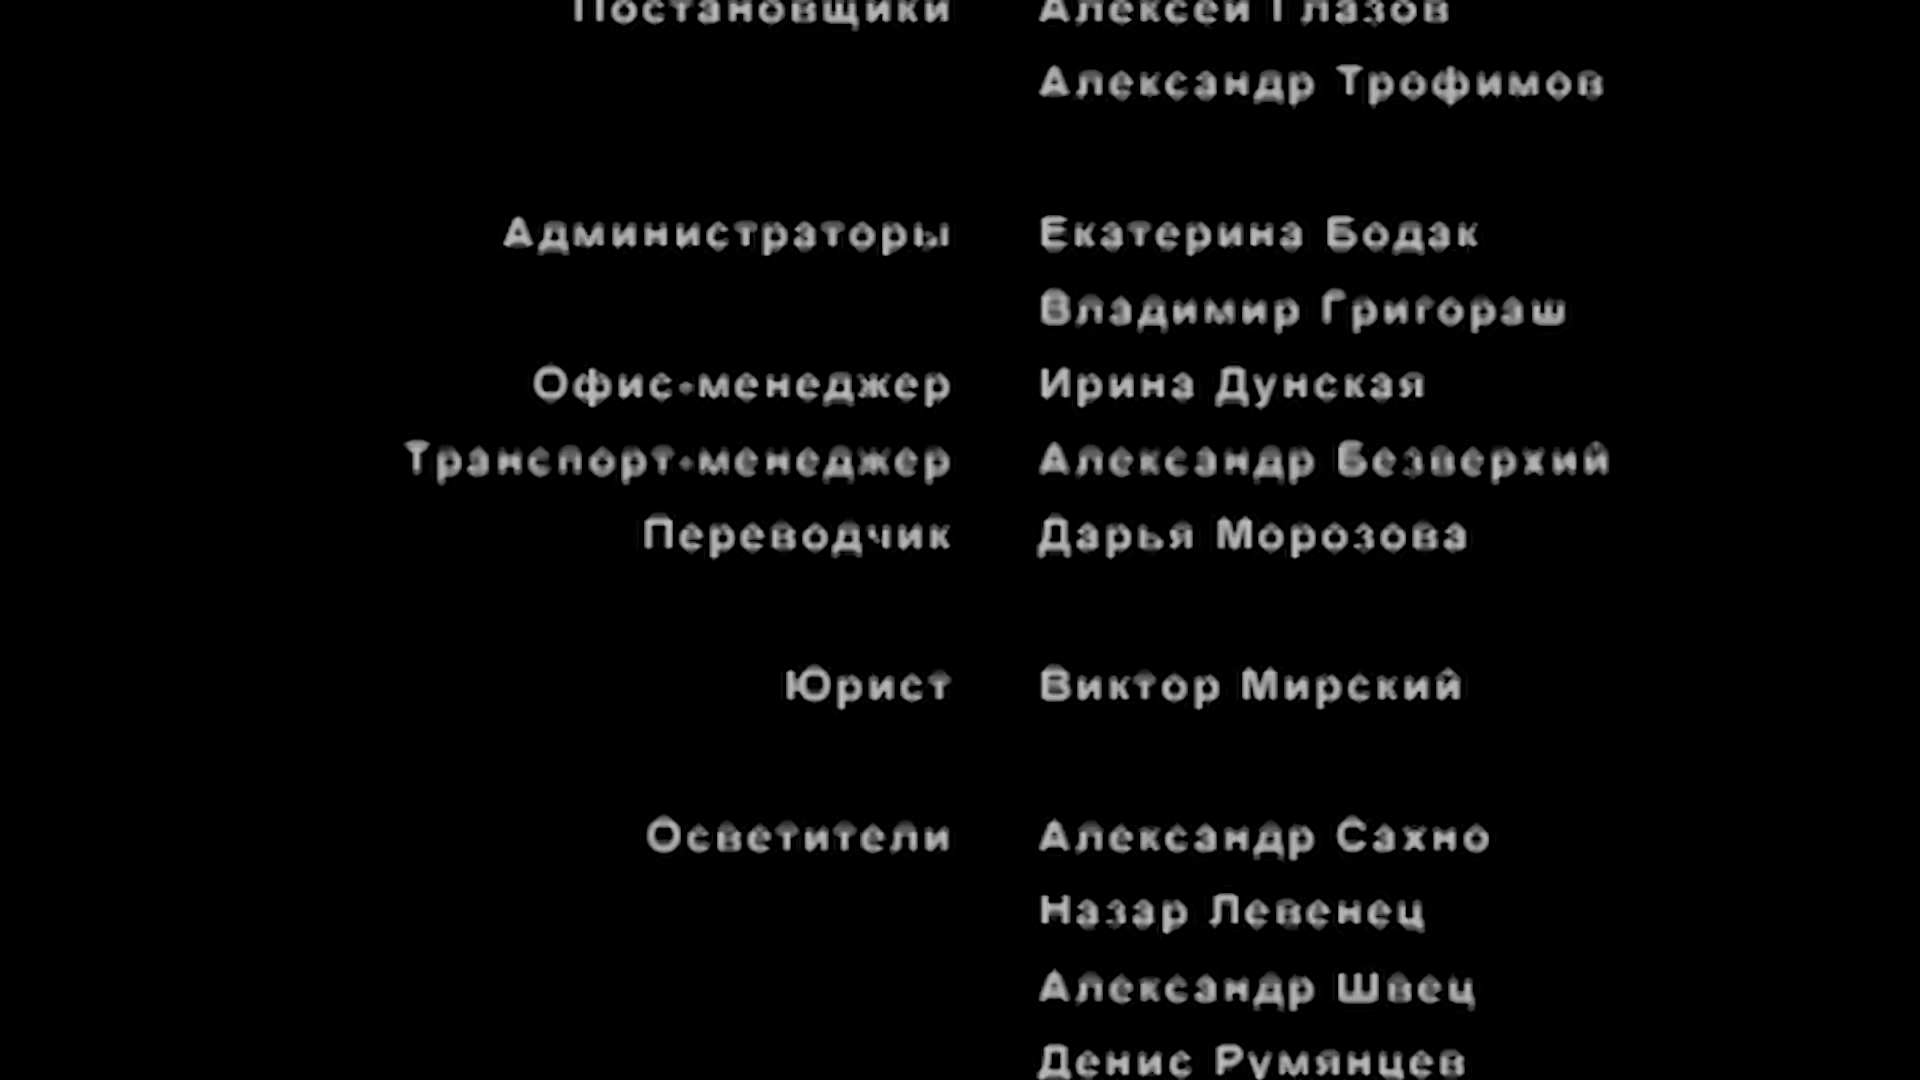 Постановщики Алексей Глазов
Александр Трофимов
Администраторы Екатерина Бодак
Владимир Григораш
Офис-менеджер Ирина Дунская
Транспорт-менеджер Александр Безверхий
Переводчик Дарья Морозова
Юрист Виктор Мирский
Осветители Александр Сахно
Назар Левенец
Александр Швец
Денис Румянцев